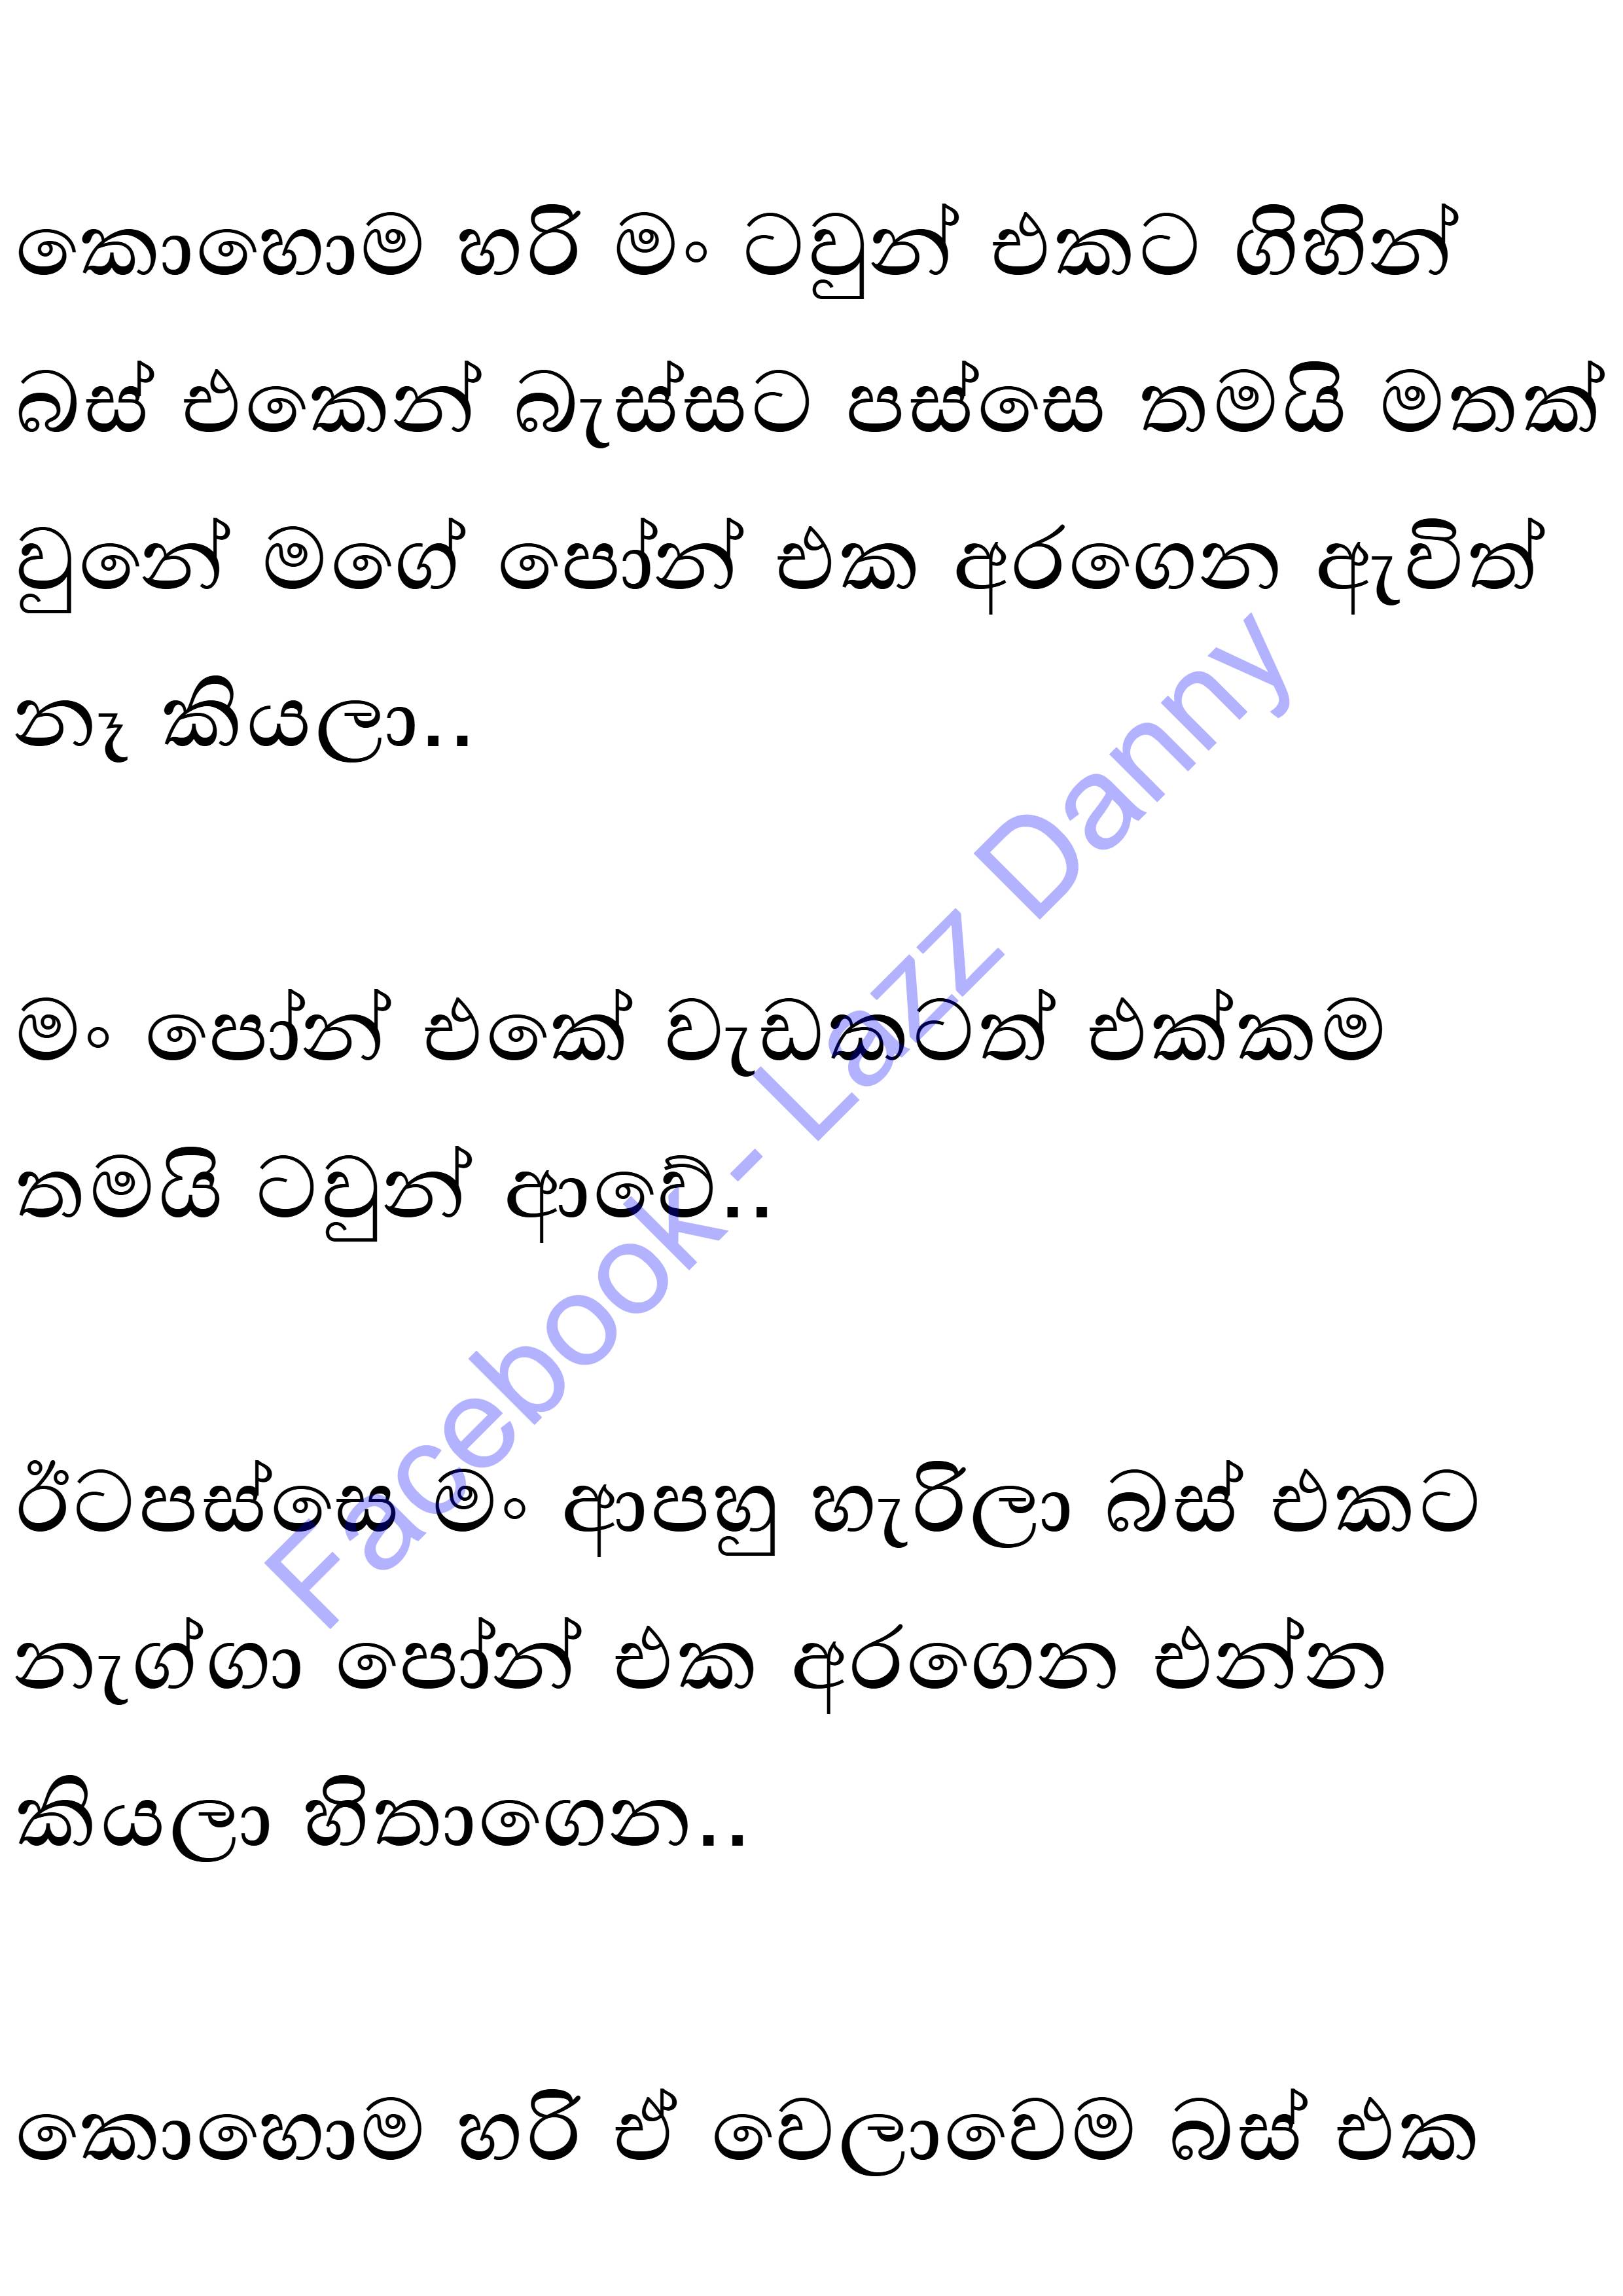 කොහොම හරි මං ටවුන් එකට ගිහින්
බස් එකෙන් බැස්සට පස්සෙ තමයි මතක්
වුනේ මගේ පෝන් එක අරගෙන ඇවිත්
නෑ කියලා..
මං පෝන් එකේ වැඩකටත් එක්කම
තමයි ටවුන් ආවේ..
ඊටපස්සෙ මං ආපහු හැරිලා බස් එකට
නැග්ගා පෝන් එක අරගෙන එන්න
කියලා හිතාගෙන..
කොහොම හරි ඒ වෙලාවෙම බස් එක
Facebook- Lazz Danny